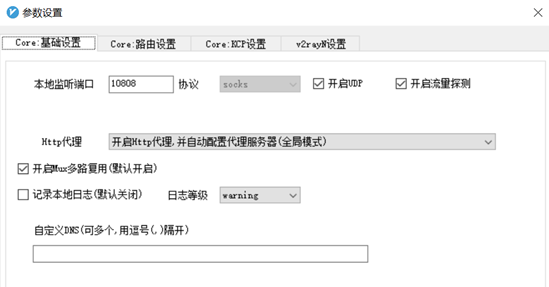 参数设置
Core:基础设置 Core:路由设置 Core:KCP设置 v2rayN设置
本地监听端口 10808 协议 socks 开启UDP 开启流量探测
Http代理 开启Http代理,并自动配置代理服务器(全局模式)
开启Mux多路复用(默认开启)
记录本地日志(默认关闭) 日志等级 warning
自定义DNS(可多个,用逗号(,)隔开)